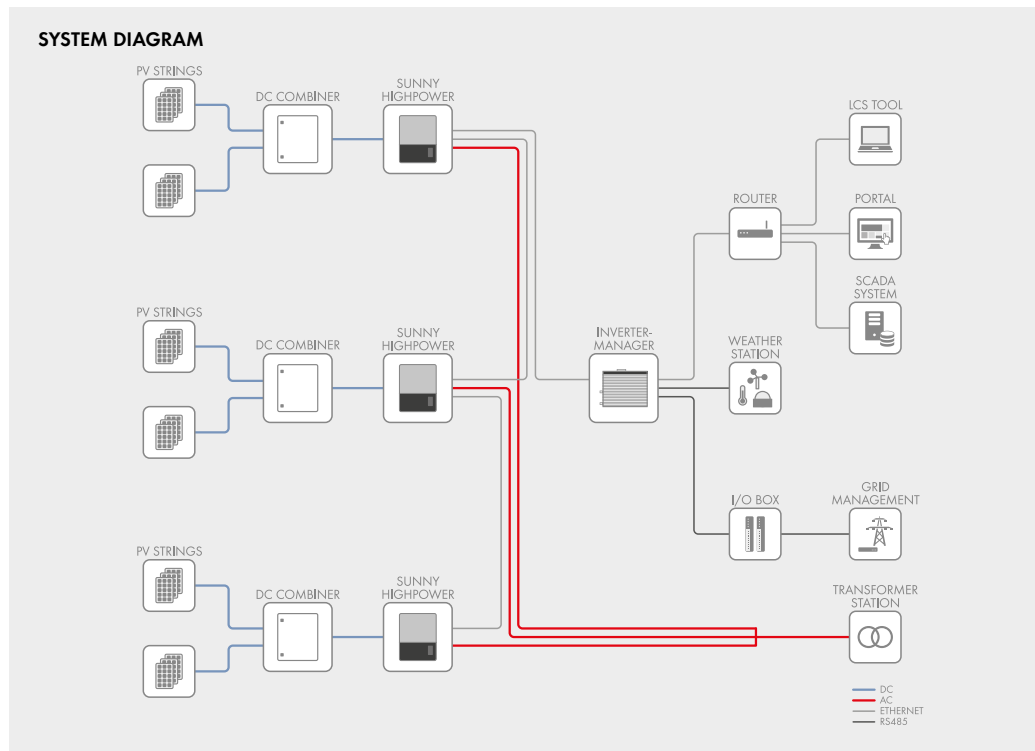 SYSTEM DIAGRAM
PV STRINGS
DC COMBINER
SUNNY
HIGHPOWER
LCS TOOL
ROUTER
PORTAL
SCADA
SYSTEM
PV STRINGS
DC COMBINER
SUNNY
HIGHPOWER
INVERTER-
MANAGER
WEATHER
STATION
I/O BOX
GRID
MANAGEMENT
PV STRINGS
DC COMBINER
SUNNY
HIGHPOWER
TRANSFORMER
STATION
DC
AC
ETHERNET
RS485